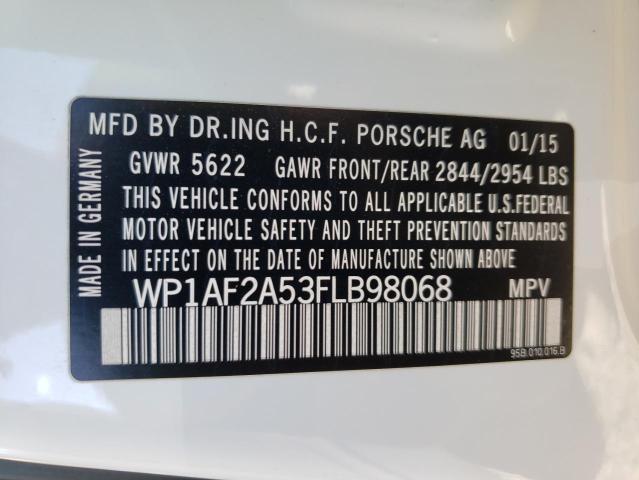 MFD BY DR.ING H.C.F. PORSCHE AG 01/15
GVWR 5622 GAWR FRONT/REAR 2844/2954 LBS
THIS VEHICLE CONFORMS TO ALL APPLICABLE U.S.FEDERAL
MOTOR VEHICLE SAFETY AND THEFT PREVENTION STANDARDS
IN EFFECT ON THE DATE OF MANUFACTURE SHOWN ABOVE
WP1AF2A53FLB98068 MPV
95B.010.016.B
MADE IN GERMANY